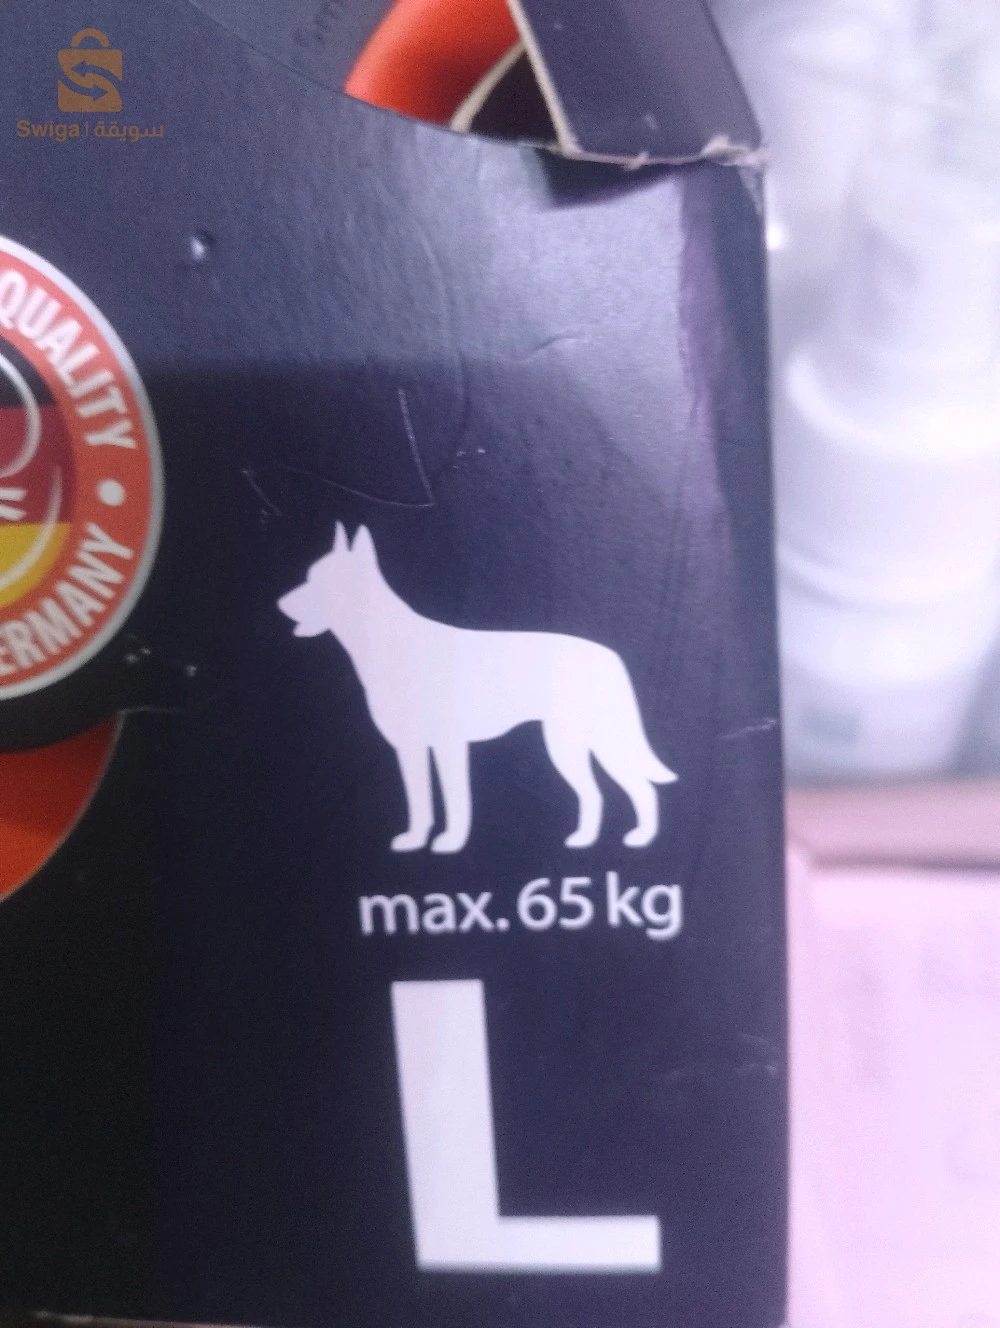 Swiga | سويقة
QUALITY •
ERMANY
max. 65 kg
L